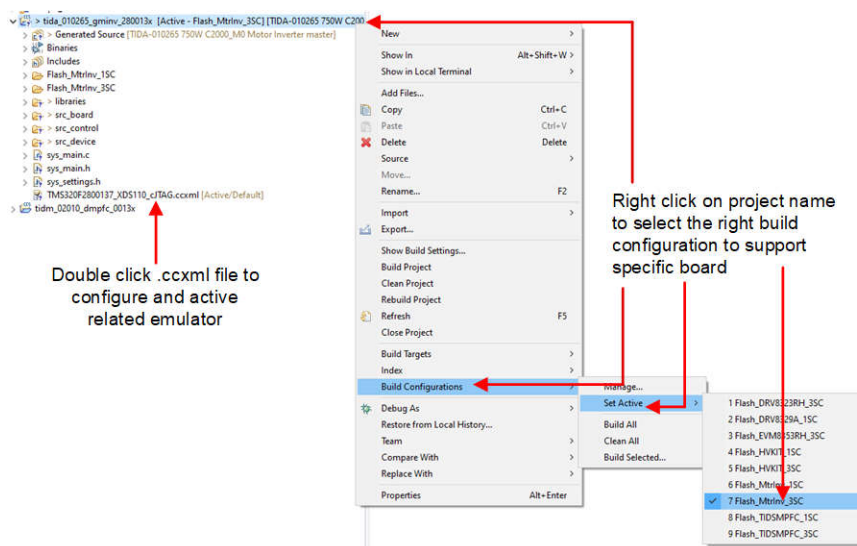 > tida_010265_gminv_280013x [Active - Flash_MtrInv_3SC] [TIDA-010265 750W C200
> Generated Source [TIDA-010265 750W C2000_M0 Motor Inverter master]
Binaries
Includes
Flash_MtrInv_1SC
Flash_MtrInv_3SC
> libraries
> src_board
> src_control
> src_device
sys_main.c
sys_main.h
sys_settings.h
TMS320F2800137_XDS110_cJTAG.ccxml [Active/Default]
tidm_02010_dmpfc_0013x
Double click .ccxml file to
configure and active
related emulator
New
Show In Alt+Shift+W >
Show in Local Terminal
Add Files...
Copy Ctrl+C
Paste Ctrl+V
Delete Delete
Source
Move...
Rename... F2
Import
Export...
Show Build Settings...
Build Project
Clean Project
Rebuild Project
Refresh F5
Close Project
Build Targets
Index
Build Configurations
Debug As
Restore from Local History...
Team
Compare With
Replace With
Properties Alt+Enter
Right click on project name
to select the right build
configuration to support
specific board
Manage...
Set Active
Build All
Clean All
Build Selected...
1 Flash_DRV8323RH_3SC
2 Flash_DRV8329A_1SC
3 Flash_EVM8353RH_3SC
4 Flash_HVKIT_1SC
5 Flash_HVKIT_3SC
6 Flash_MtrInv_1SC
7 Flash_MtrInv_3SC
8 Flash_TIDSMPFC_1SC
9 Flash_TIDSMPFC_3SC